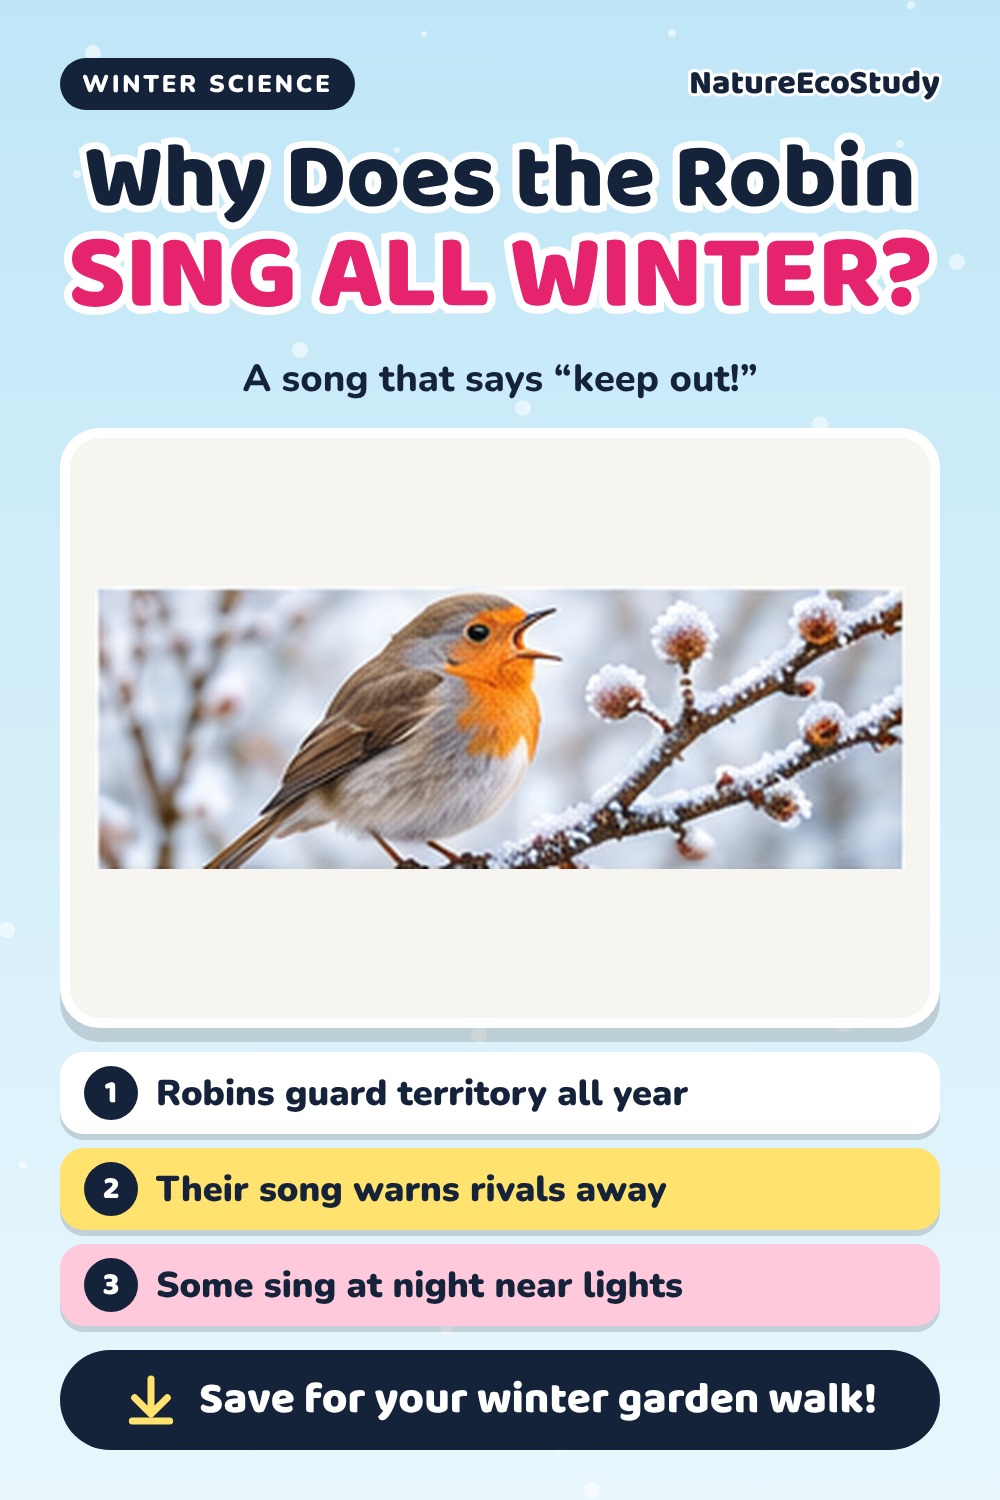 WINTER SCIENCE
NatureEcoStudy
Why Does the Robin
SING ALL WINTER?
A song that says “keep out!”
1 Robins guard territory all year
2 Their song warns rivals away
3 Some sing at night near lights
Save for your winter garden walk!